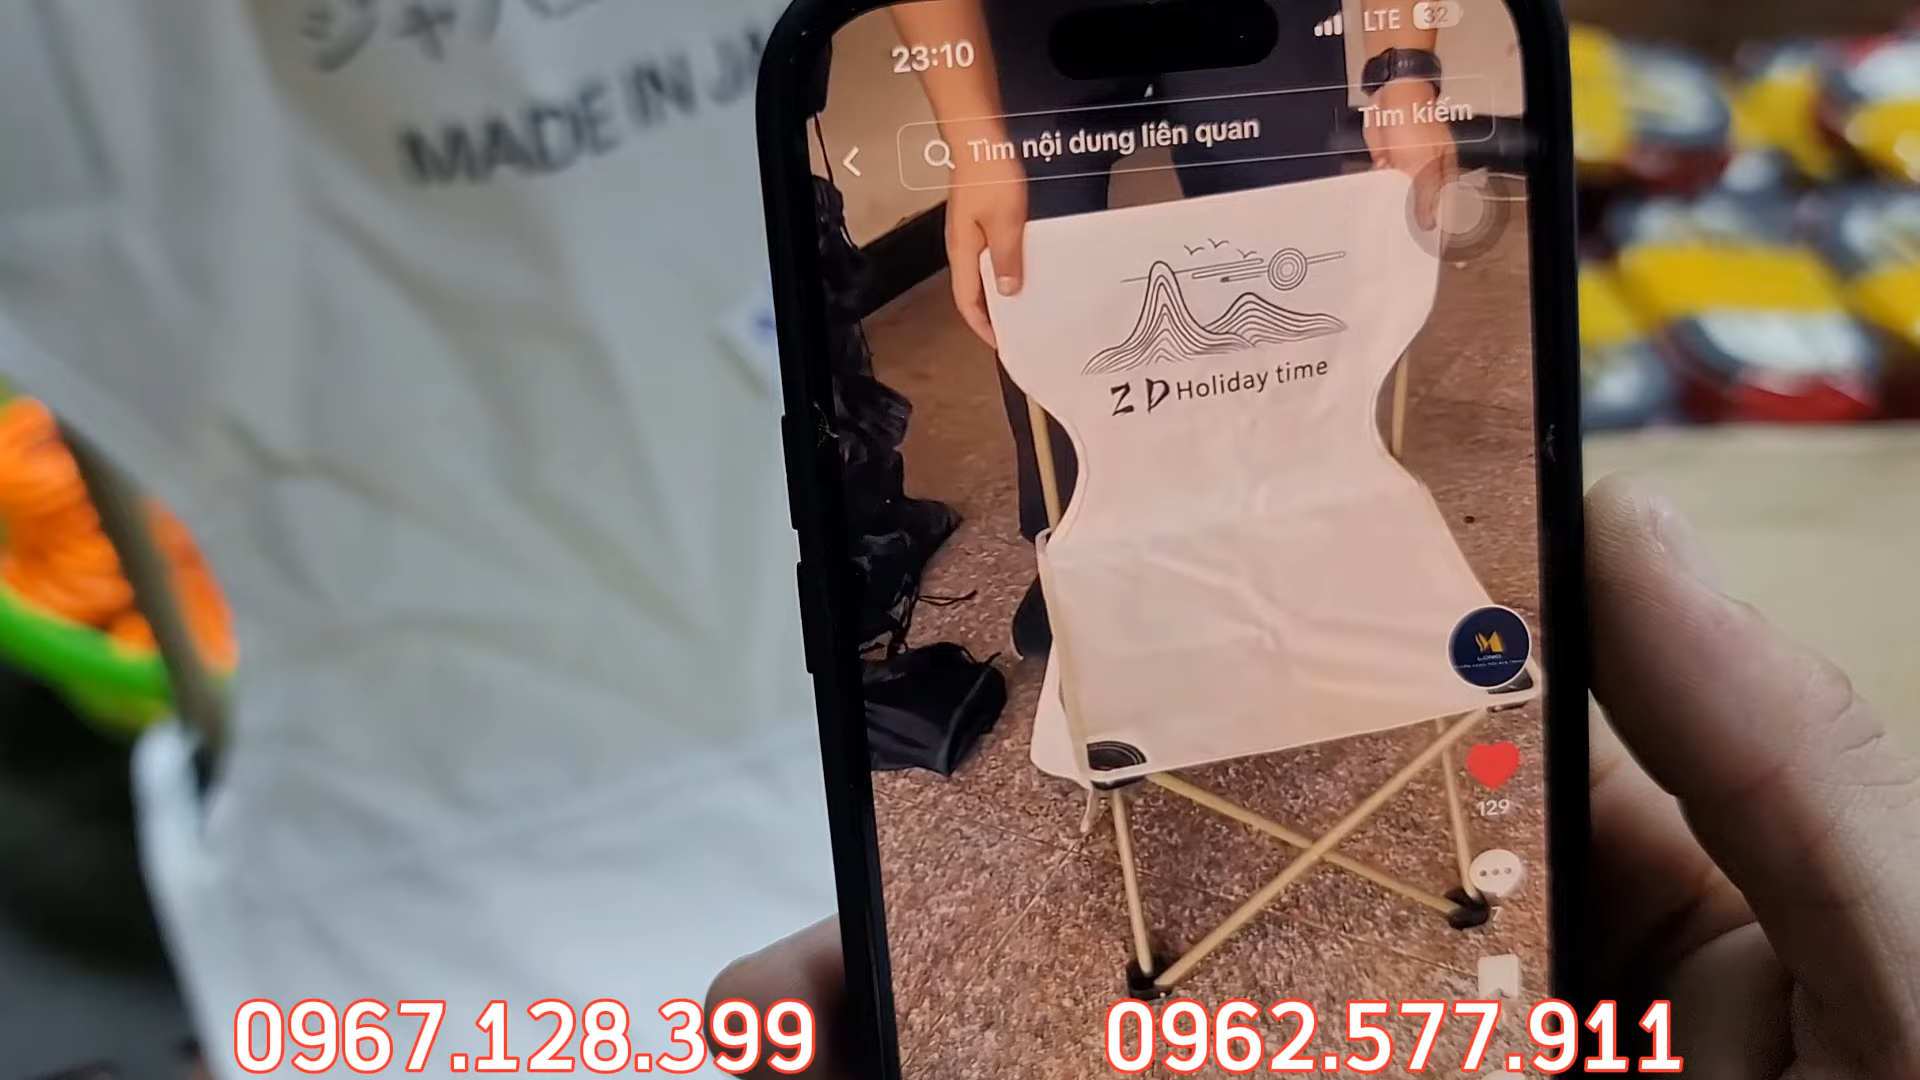 MADE IN JA
23:10
LTE 32
Tìm nội dung liên quan
Tìm kiếm
ZD Holiday time
129
7
0967.128.399
0962.577.911